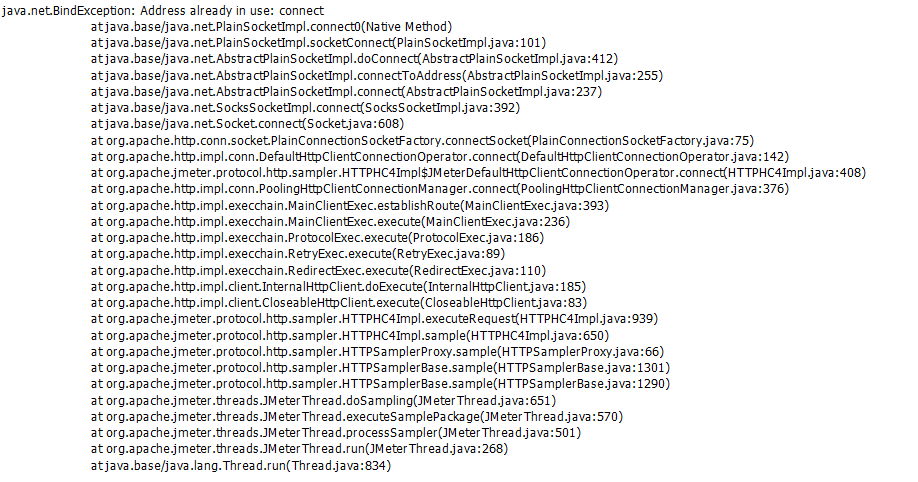 java.net.BindException: Address already in use: connect
at java.base/java.net.PlainSocketImpl.connect0(Native Method)
at java.base/java.net.PlainSocketImpl.socketConnect(PlainSocketImpl.java:101)
at java.base/java.net.AbstractPlainSocketImpl.doConnect(AbstractPlainSocketImpl.java:412)
at java.base/java.net.AbstractPlainSocketImpl.connectToAddress(AbstractPlainSocketImpl.java:255)
at java.base/java.net.AbstractPlainSocketImpl.connect(AbstractPlainSocketImpl.java:237)
at java.base/java.net.SocksSocketImpl.connect(SocksSocketImpl.java:392)
at java.base/java.net.Socket.connect(Socket.java:608)
at org.apache.http.conn.socket.PlainConnectionSocketFactory.connectSocket(PlainConnectionSocketFactory.java:75)
at org.apache.http.impl.conn.DefaultHttpClientConnectionOperator.connect(DefaultHttpClientConnectionOperator.java:142)
at org.apache.jmeter.protocol.http.sampler.HTTPHC4Impl$JMeterDefaultHttpClientConnectionOperator.connect(HTTPHC4Impl.java:408)
at org.apache.http.impl.conn.PoolingHttpClientConnectionManager.connect(PoolingHttpClientConnectionManager.java:376)
at org.apache.http.impl.execchain.MainClientExec.establishRoute(MainClientExec.java:393)
at org.apache.http.impl.execchain.MainClientExec.execute(MainClientExec.java:236)
at org.apache.http.impl.execchain.ProtocolExec.execute(ProtocolExec.java:186)
at org.apache.http.impl.execchain.RetryExec.execute(RetryExec.java:89)
at org.apache.http.impl.execchain.RedirectExec.execute(RedirectExec.java:110)
at org.apache.http.impl.client.InternalHttpClient.doExecute(InternalHttpClient.java:185)
at org.apache.http.impl.client.CloseableHttpClient.execute(CloseableHttpClient.java:83)
at org.apache.jmeter.protocol.http.sampler.HTTPHC4Impl.executeRequest(HTTPHC4Impl.java:939)
at org.apache.jmeter.protocol.http.sampler.HTTPHC4Impl.sample(HTTPHC4Impl.java:650)
at org.apache.jmeter.protocol.http.sampler.HTTPSamplerProxy.sample(HTTPSamplerProxy.java:66)
at org.apache.jmeter.protocol.http.sampler.HTTPSamplerBase.sample(HTTPSamplerBase.java:1301)
at org.apache.jmeter.protocol.http.sampler.HTTPSamplerBase.sample(HTTPSamplerBase.java:1290)
at org.apache.jmeter.threads.JMeterThread.doSampling(JMeterThread.java:651)
at org.apache.jmeter.threads.JMeterThread.executeSamplePackage(JMeterThread.java:570)
at org.apache.jmeter.threads.JMeterThread.processSampler(JMeterThread.java:501)
at org.apache.jmeter.threads.JMeterThread.run(JMeterThread.java:268)
at java.base/java.lang.Thread.run(Thread.java:834)